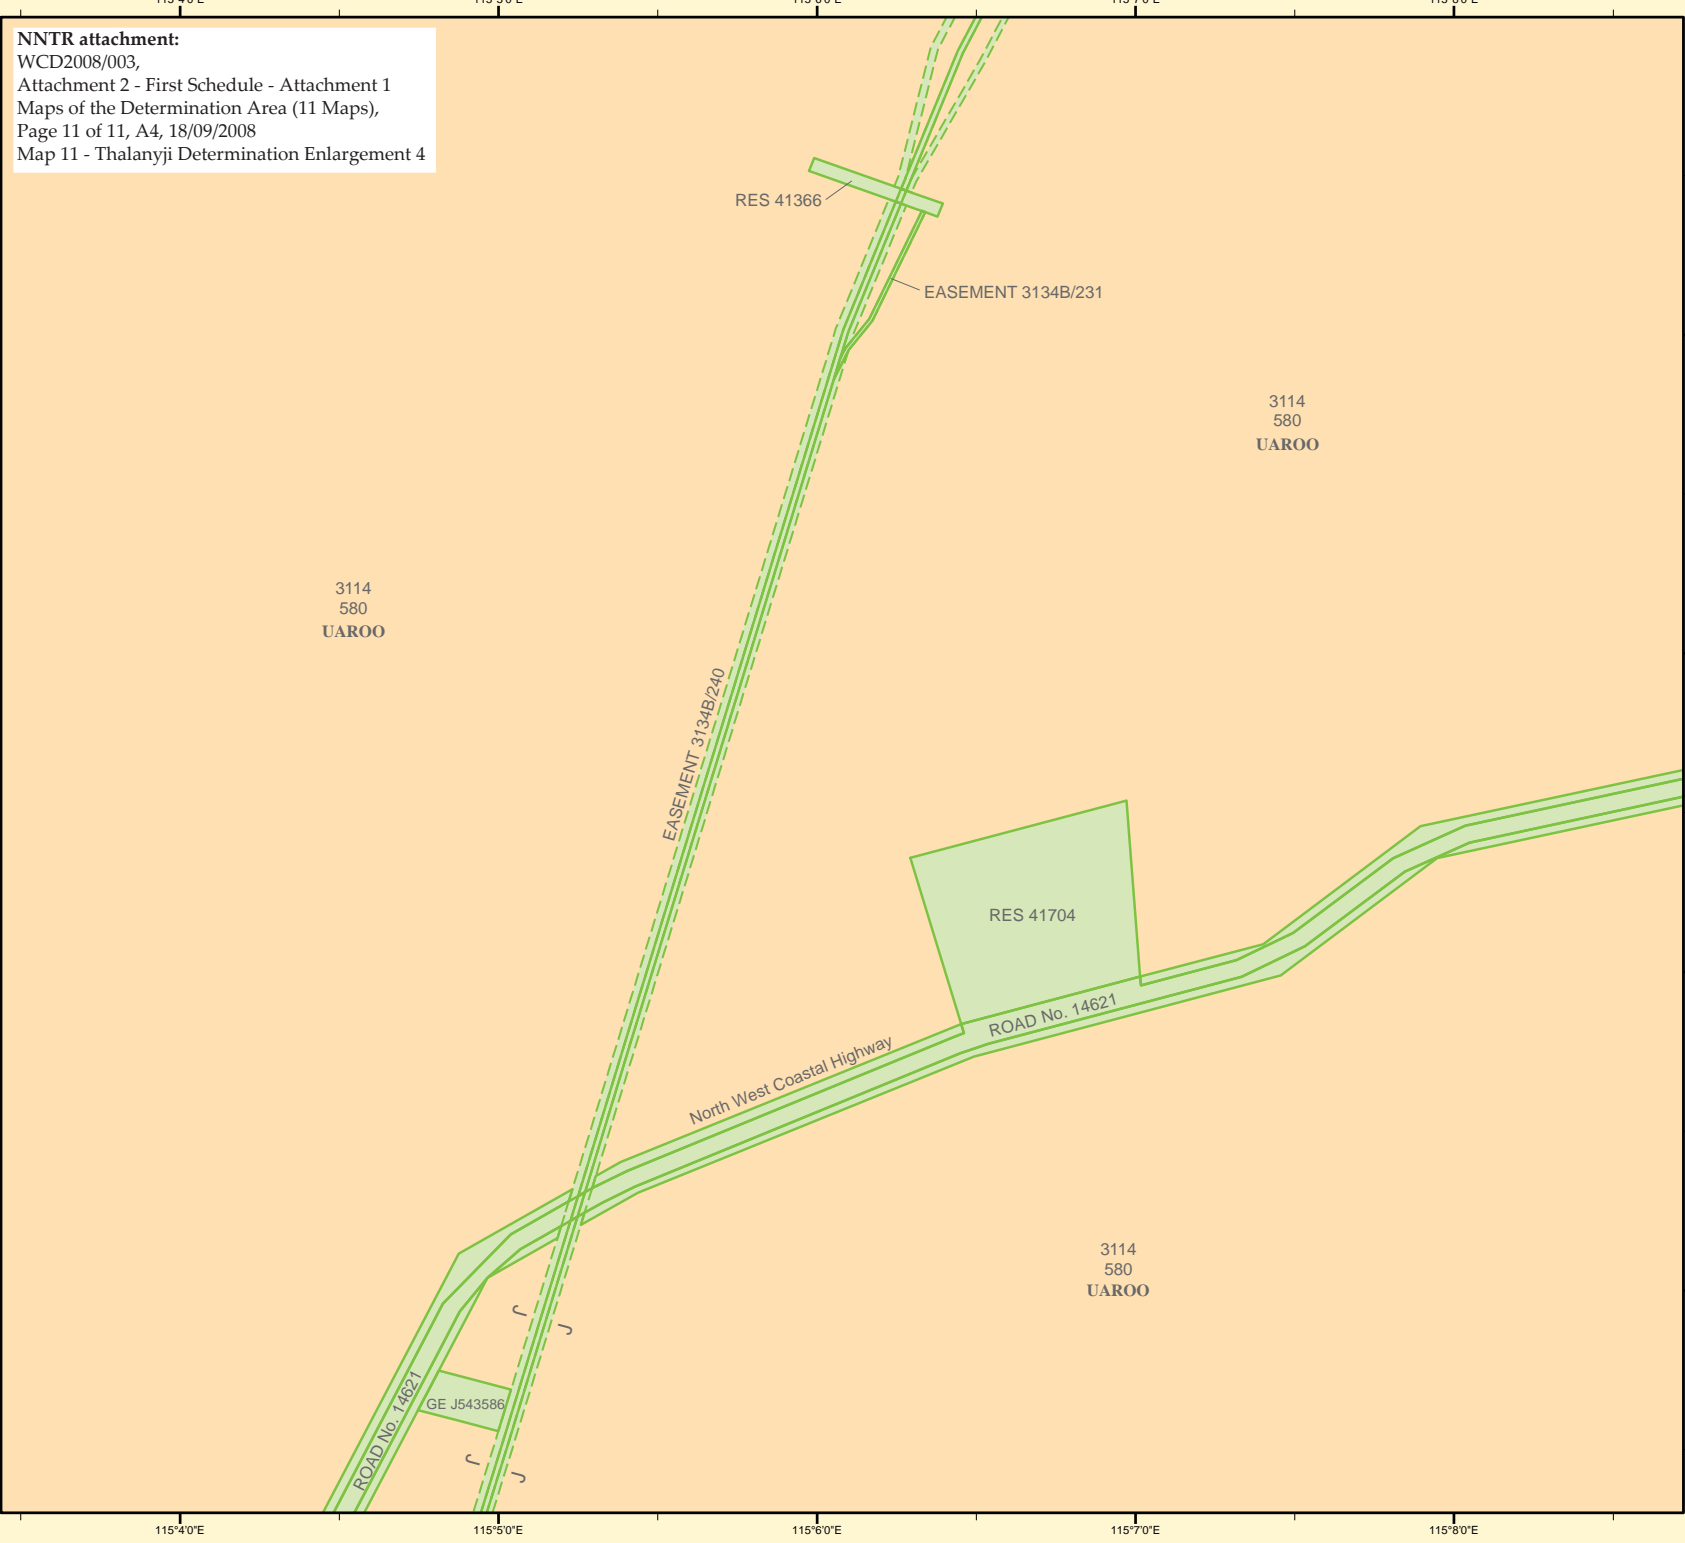 NNTR attachment:
WCD2008/003,
Attachment 2 - First Schedule - Attachment 1
Maps of the Determination Area (11 Maps),
Page 11 of 11, A4, 18/09/2008
Map 11 - Thalanyji Determination Enlargement 4
RES 41366
EASEMENT 3134B/231
3114
580
UAROO
3114
580
UAROO
EASEMENT 3134B/240
RES 41704
ROAD No. 14621
North West Coastal Highway
3114
580
UAROO
GE J543586
ROAD No. 14621
115°4'0"E
115°5'0"E
115°6'0"E
115°7'0"E
115°8'0"E